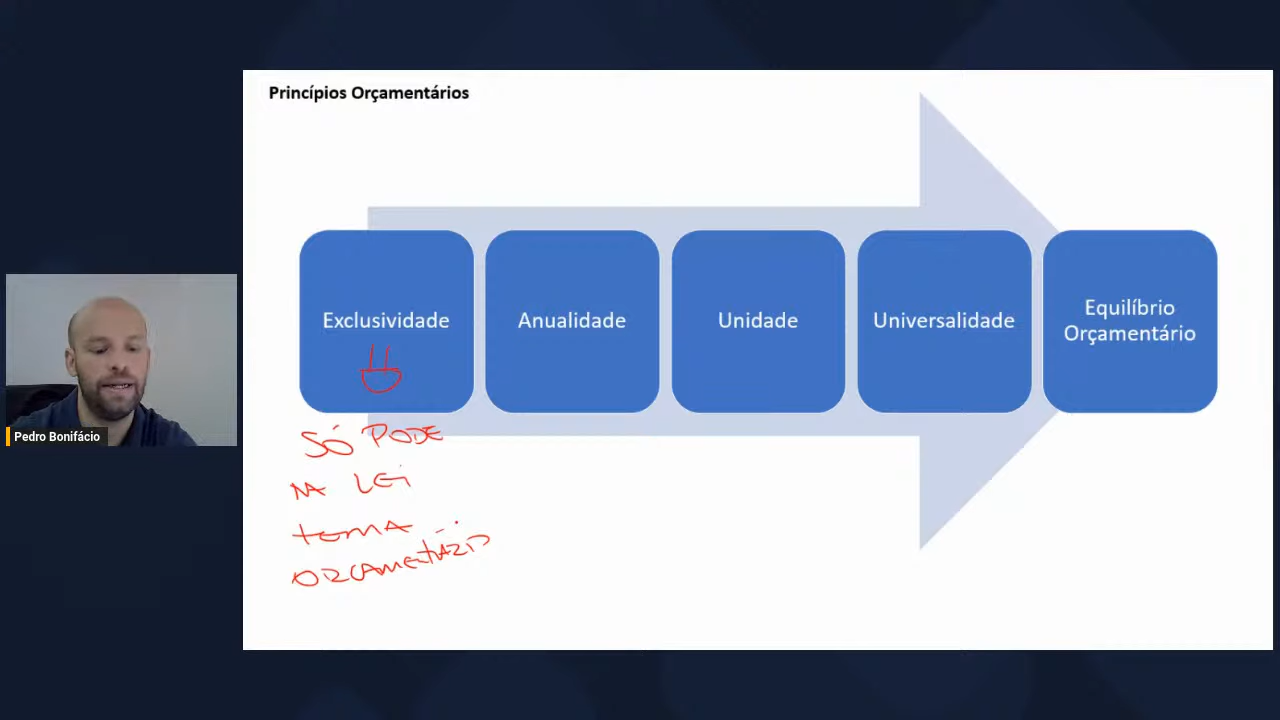 Princípios Orçamentários
Exclusividade
Anualidade
Unidade
Universalidade
Equilíbrio
Orçamentário
SÓ PODE
NA LEI
TEMA
ORÇAMENTÁRIO
Pedro Bonifácio